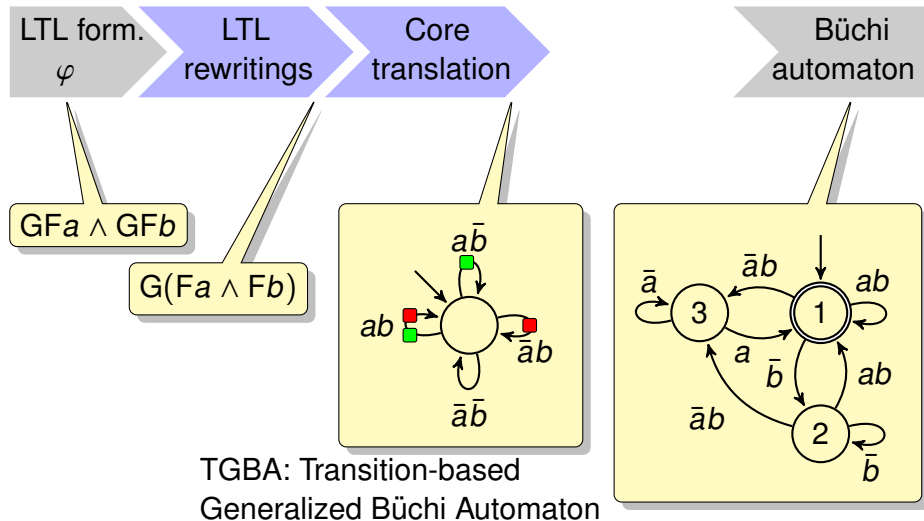 LTL form.
φ
LTL
rewritings
Core
translation
Büchi
automaton
GFa ∧ GFb
G(Fa ∧ Fb)
ab̄
ab
āb
āb̄
TGBA: Transition-based
Generalized Büchi Automaton
ā
3
āb
1
ab
a
b̄
ab
āb
2
b̄